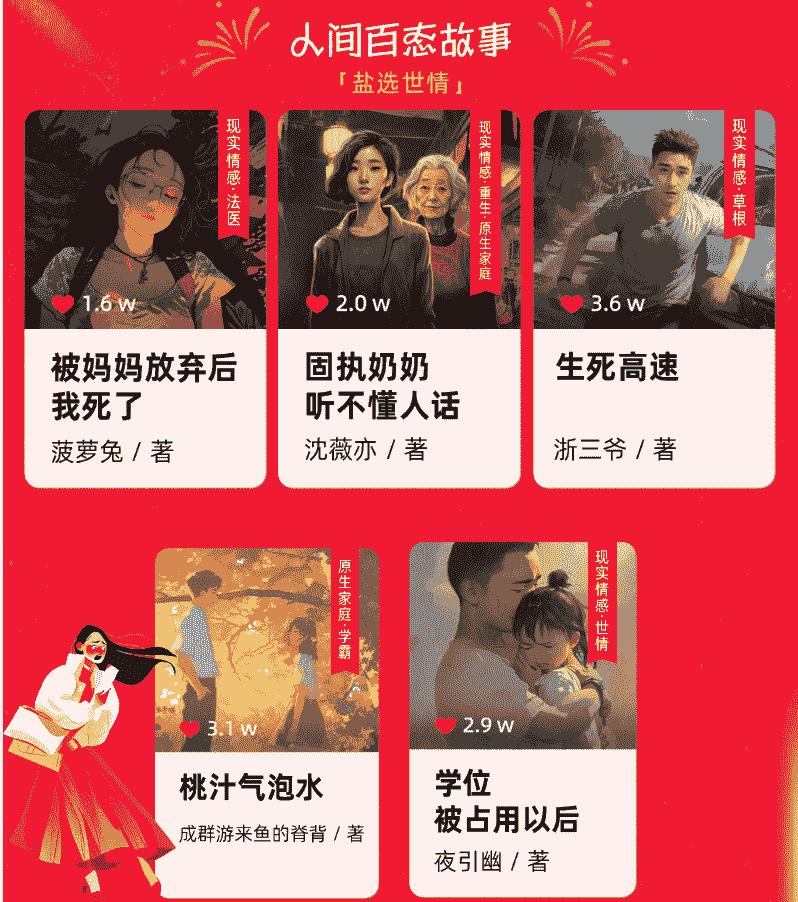 人间百态故事
「盐选世情」
现实情感·法医
1.6 w
被妈妈放弃后
我死了
菠萝兔 / 著
现实情感·重生·原生家庭
2.0 w
固执奶奶
听不懂人话
沈薇亦 / 著
现实情感·草根
3.6 w
生死高速
浙三爷 / 著
原生家庭·学霸
3.1 w
桃汁气泡水
成群游来鱼的脊背 / 著
现实情感·世情
2.9 w
学位
被占用以后
夜引幽 / 著